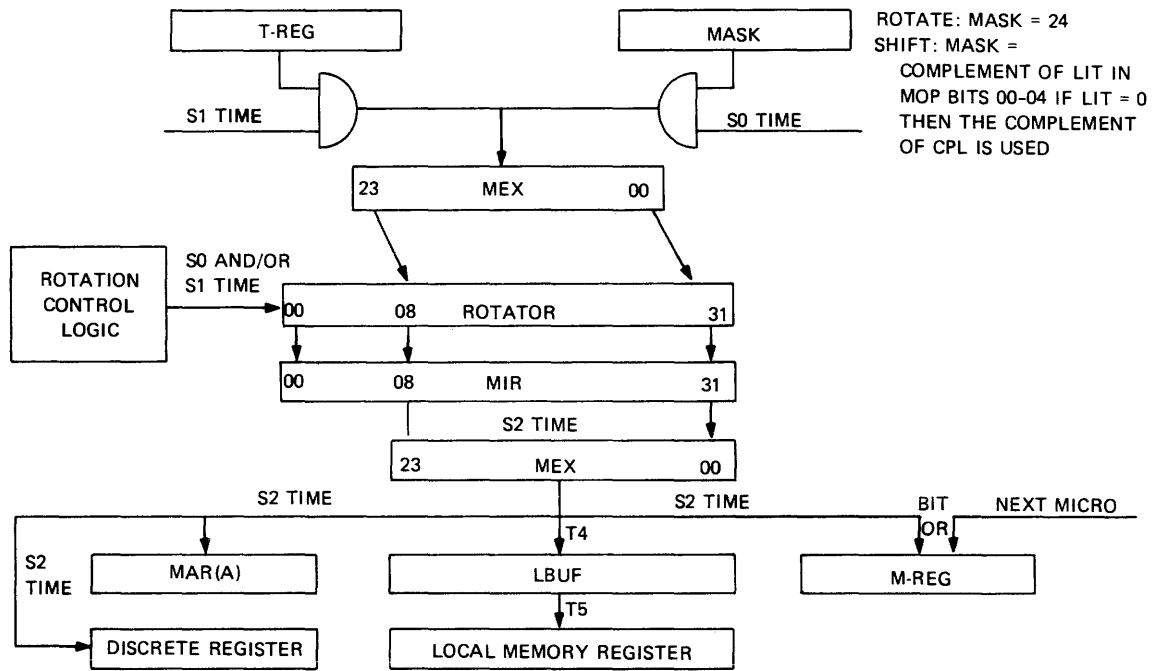 T-REG
MASK
ROTATE: MASK = 24
SHIFT: MASK =
COMPLEMENT OF LIT IN
MOP BITS 00-04 IF LIT = 0
THEN THE COMPLEMENT
OF CPL IS USED
S1 TIME
S0 TIME
23 MEX 00
ROTATION
CONTROL
LOGIC
S0 AND/OR
S1 TIME
00 08 ROTATOR 31
00 08 MIR 31
S2 TIME
23 MEX 00
S2 TIME
S2 TIME
BIT
OR
NEXT MICRO
S2
TIME
T4
MAR(A)
LBUF
M-REG
T5
DISCRETE REGISTER
LOCAL MEMORY REGISTER